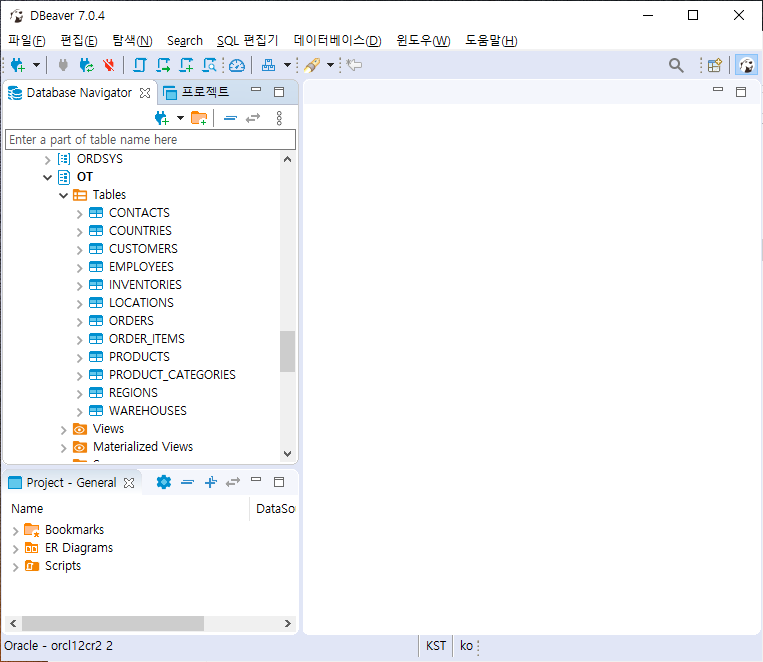 DBeaver 7.0.4
파일(F) 편집(E) 탐색(N) Search SQL 편집기 데이터베이스(D) 윈도우(W) 도움말(H)
Database Navigator 프로젝트
Enter a part of table name here
ORDSYS
OT
Tables
CONTACTS
COUNTRIES
CUSTOMERS
EMPLOYEES
INVENTORIES
LOCATIONS
ORDERS
ORDER_ITEMS
PRODUCTS
PRODUCT_CATEGORIES
REGIONS
WAREHOUSES
Views
Materialized Views
Project - General
Name DataSo
Bookmarks
ER Diagrams
Scripts
Oracle - orcl12cr2 2 KST ko